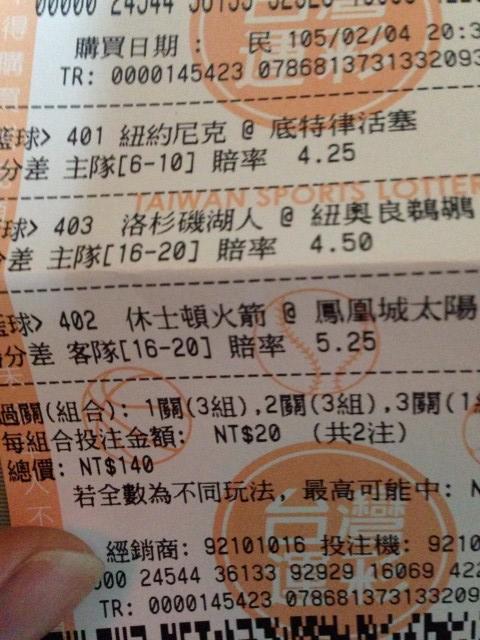 00000 24544 36133
購買日期： 民 105/02/04 20:3
TR: 0000145423 0786813731332093
籃球> 401 紐約尼克 @ 底特律活塞
分差 主隊[6-10] 賠率 4.25
TAIWAN SPORTS LOTTER
球> 403 洛杉磯湖人 @ 紐奧良鵜鶘
分差 主隊[16-20] 賠率 4.50
籃球> 402 休士頓火箭 @ 鳳凰城太陽
分差 客隊[16-20] 賠率 5.25
過關(組合): 1關(3組),2關(3組),3關(1
每組合投注金額: NT$20 (共2注)
總價: NT$140
若全數為不同玩法，最高可能中: N
台灣
經銷商: 92101016 投注機: 9210
00 24544 36133 92929 16069 422
TR: 0000145423 0786813731332093